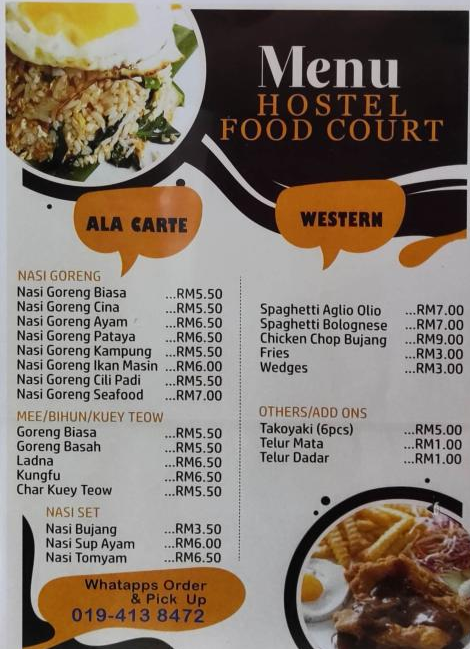 Menu
HOSTEL
FOOD COURT
ALA CARTE
NASI GORENG
Nasi Goreng Biasa ...RM5.50
Nasi Goreng Cina ...RM5.50
Nasi Goreng Ayam ...RM6.50
Nasi Goreng Pataya ...RM6.50
Nasi Goreng Kampung ...RM5.50
Nasi Goreng Ikan Masin ...RM6.00
Nasi Goreng Cili Padi ...RM5.50
Nasi Goreng Seafood ...RM7.00
MEE/BIHUN/KUEY TEOW
Goreng Biasa ...RM5.50
Goreng Basah ...RM5.50
Ladna ...RM6.50
Kungfu ...RM6.50
Char Kuey Teow ...RM5.50
NASI SET
Nasi Bujang ...RM3.50
Nasi Sup Ayam ...RM6.00
Nasi Tomyam ...RM6.50
Whatapps Order
& Pick Up
019-413 8472
WESTERN
Spaghetti Aglio Olio ...RM7.00
Spaghetti Bolognese ...RM7.00
Chicken Chop Bujang ...RM9.00
Fries ...RM3.00
Wedges ...RM3.00
OTHERS/ADD ONS
Takoyaki (6pcs) ...RM5.00
Telur Mata ...RM1.00
Telur Dadar ...RM1.00